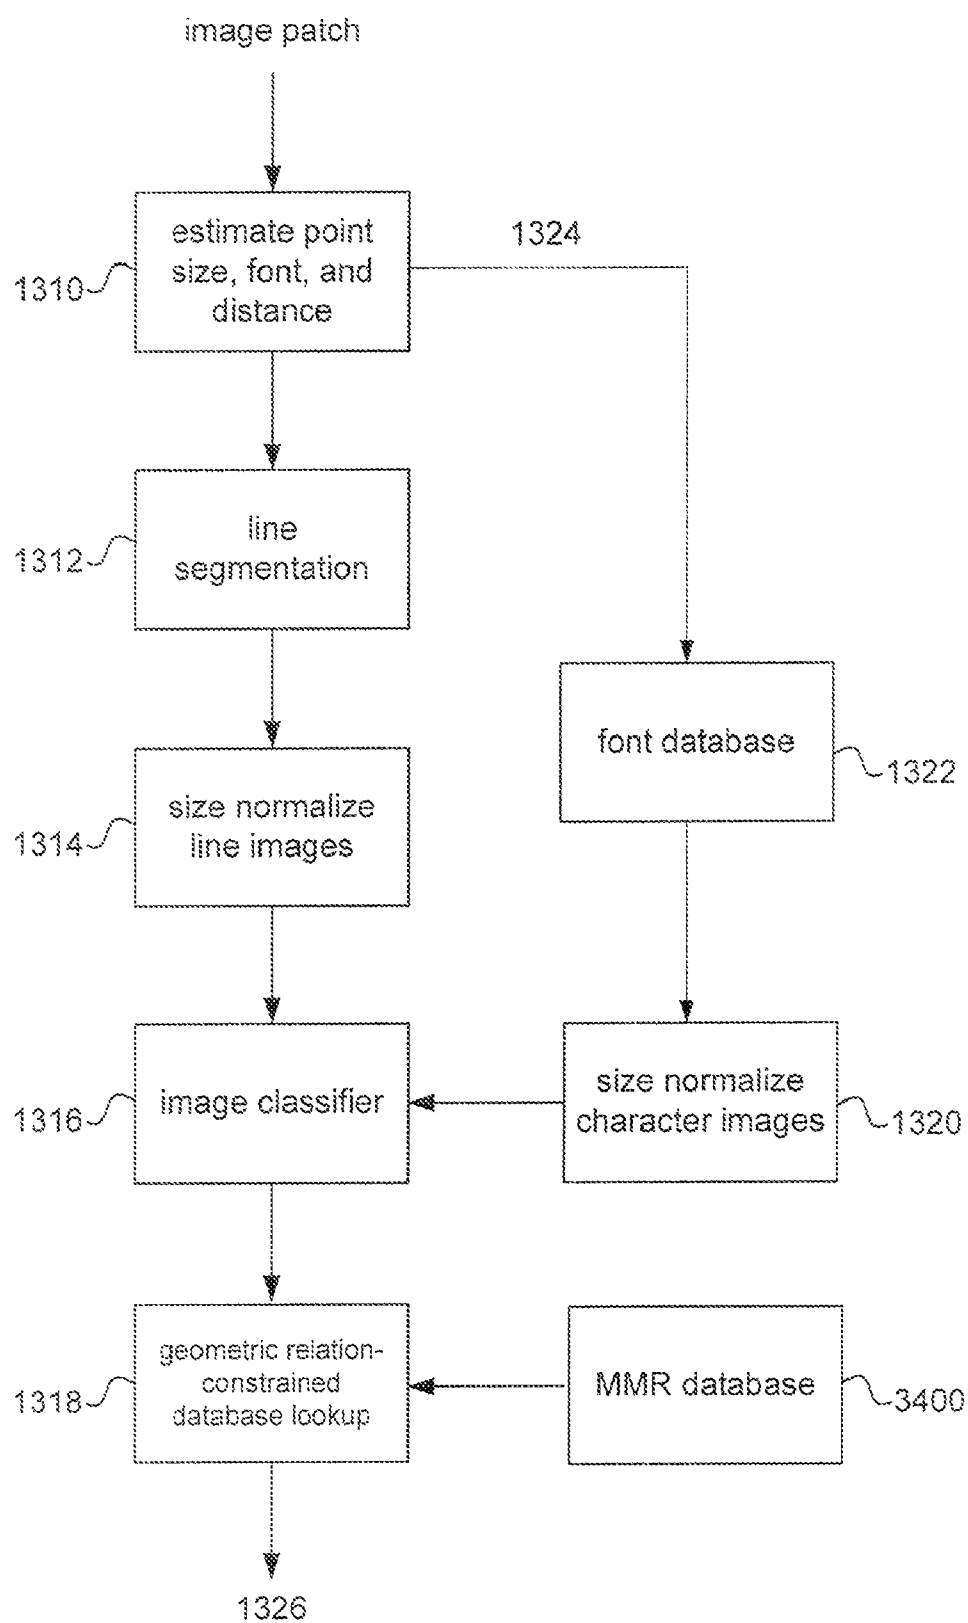 image patch
estimate point
size, font, and
distance
1324
1310
line
segmentation
1312
font database
1322
size normalize
line images
1314
image classifier
1316
size normalize
character images
1320
geometric relation-
constrained
database lookup
1318
MMR database
3400
1326